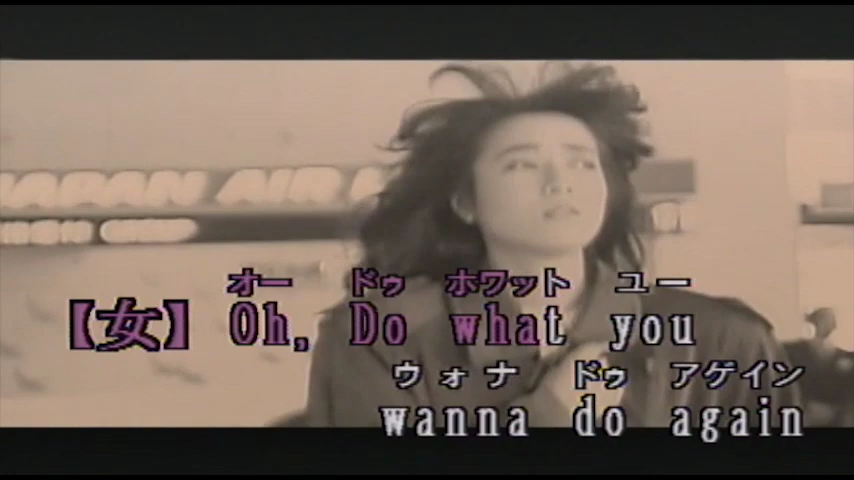 JAPAN AIR
オー ドゥ ホワット ユー
【女】 Oh, Do what you
ウォナ ドゥ アゲイン
wanna do again